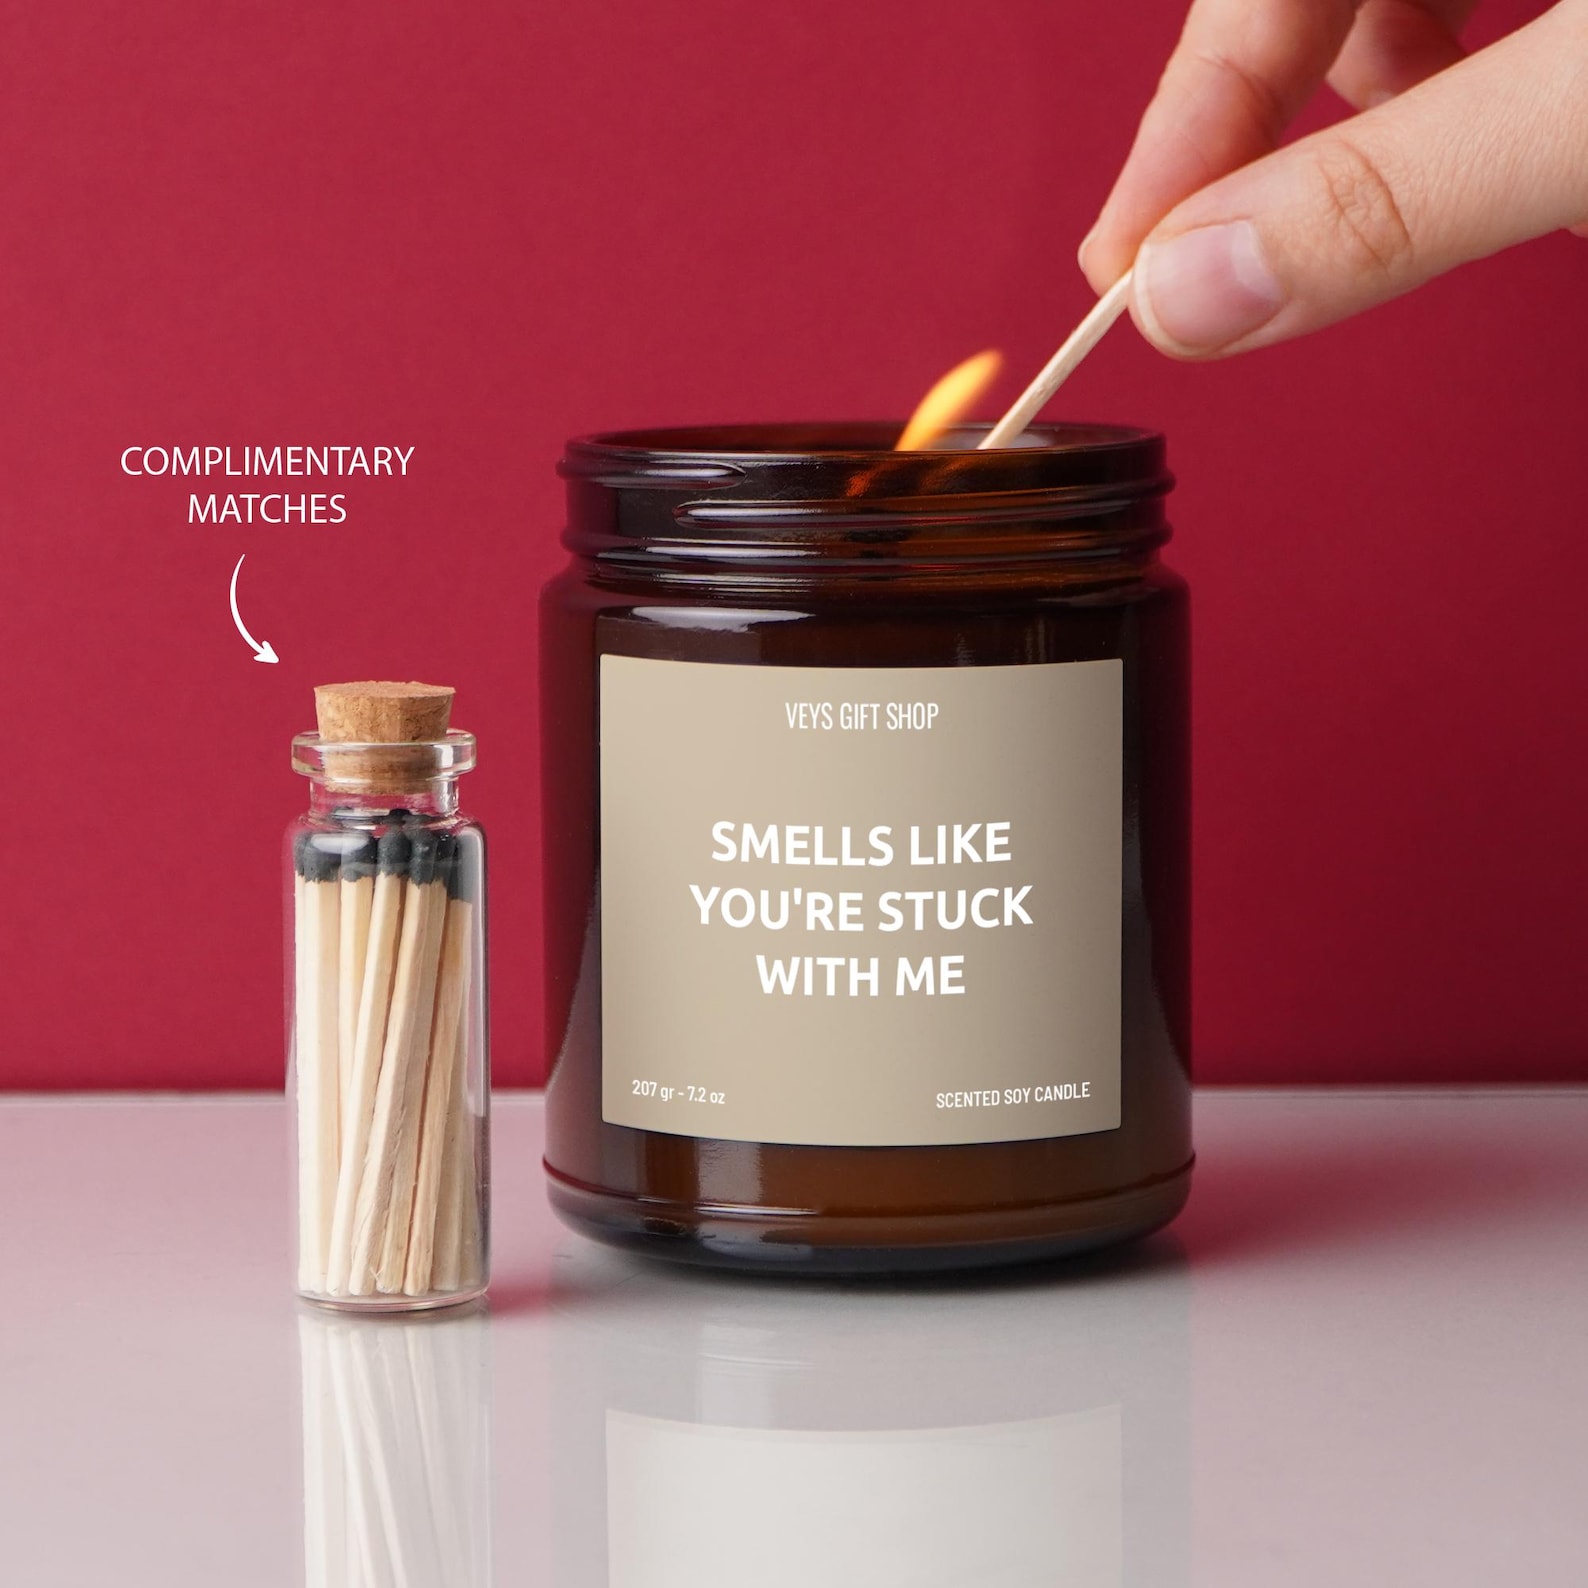 COMPLIMENTARY
MATCHES
VEYS GIFT SHOP
SMELLS LIKE
YOU'RE STUCK
WITH ME
207 gr - 7.2 oz
SCENTED SOY CANDLE